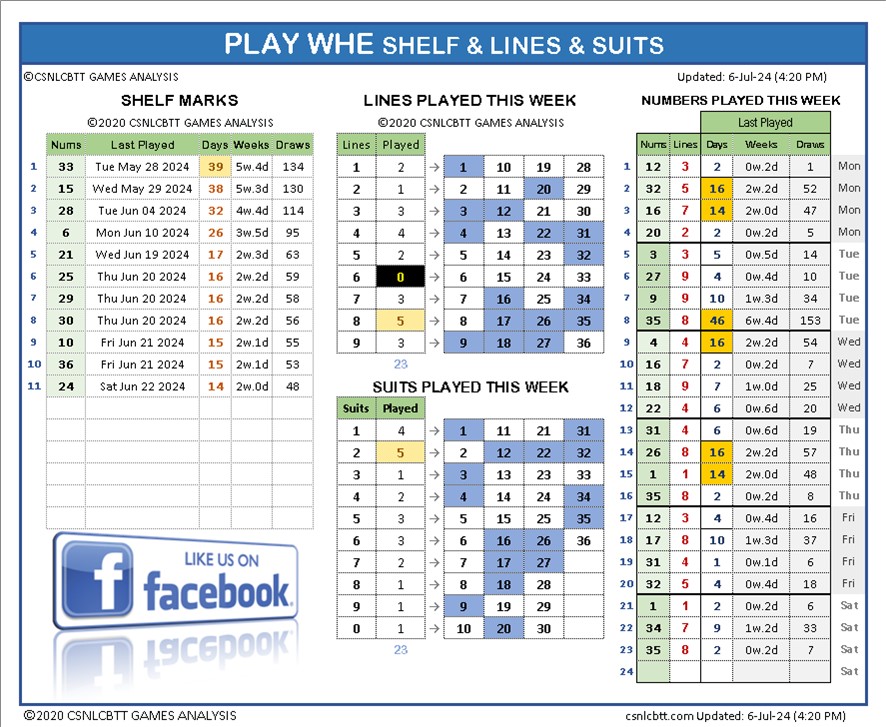 PLAY WHE SHELF & LINES & SUITS
©CSNLCBTT GAMES ANALYSIS
Updated: 6-Jul-24 (4:20 PM)
SHELF MARKS
©2020 CSNLCBTT GAMES ANALYSIS
Nums Last Played Days Weeks Draws
1 33 Tue May 28 2024 39 5w.4d 134
2 15 Wed May 29 2024 38 5w.3d 130
3 28 Tue Jun 04 2024 32 4w.4d 114
4 6 Mon Jun 10 2024 26 3w.5d 95
5 21 Wed Jun 19 2024 17 2w.3d 63
6 25 Thu Jun 20 2024 16 2w.2d 59
7 29 Thu Jun 20 2024 16 2w.2d 58
8 30 Thu Jun 20 2024 16 2w.2d 56
9 10 Fri Jun 21 2024 15 2w.1d 55
10 36 Fri Jun 21 2024 15 2w.1d 53
11 24 Sat Jun 22 2024 14 2w.0d 48
LIKE US ON
f facebook.
LINES PLAYED THIS WEEK
©2020 CSNLCBTT GAMES ANALYSIS
Lines Played
1 2 → 1 10 19 28
2 1 → 2 11 20 29
3 3 → 3 12 21 30
4 4 → 4 13 22 31
5 2 → 5 14 23 32
6 0 → 6 15 24 33
7 3 → 7 16 25 34
8 5 → 8 17 26 35
9 3 → 9 18 27 36
23
SUITS PLAYED THIS WEEK
Suits Played
1 4 → 1 11 21 31
2 5 → 2 12 22 32
3 1 → 3 13 23 33
4 2 → 4 14 24 34
5 3 → 5 15 25 35
6 3 → 6 16 26 36
7 2 → 7 17 27
8 1 → 8 18 28
9 1 → 9 19 29
0 1 → 10 20 30
23
NUMBERS PLAYED THIS WEEK
Last Played
Nums Lines Days Weeks Draws
1 12 3 2 0w.2d 1 Mon
2 32 5 16 2w.2d 52 Mon
3 16 7 14 2w.0d 47 Mon
4 20 2 2 0w.2d 5 Mon
5 3 3 5 0w.5d 14 Tue
6 27 9 4 0w.4d 10 Tue
7 9 9 10 1w.3d 34 Tue
8 35 8 46 6w.4d 153 Tue
9 4 4 16 2w.2d 54 Wed
10 16 7 2 0w.2d 7 Wed
11 18 9 7 1w.0d 25 Wed
12 22 4 6 0w.6d 20 Wed
13 31 4 6 0w.6d 19 Thu
14 26 8 16 2w.2d 57 Thu
15 1 1 14 2w.0d 48 Thu
16 35 8 2 0w.2d 8 Thu
17 12 3 4 0w.4d 16 Fri
18 17 8 10 1w.3d 37 Fri
19 31 4 1 0w.1d 6 Fri
20 32 5 4 0w.4d 18 Fri
21 1 1 2 0w.2d 6 Sat
22 34 7 9 1w.2d 33 Sat
23 35 8 2 0w.2d 7 Sat
24 Sat
©2020 CSNLCBTT GAMES ANALYSIS
csnlcbtt.com Updated: 6-Jul-24 (4:20 PM)